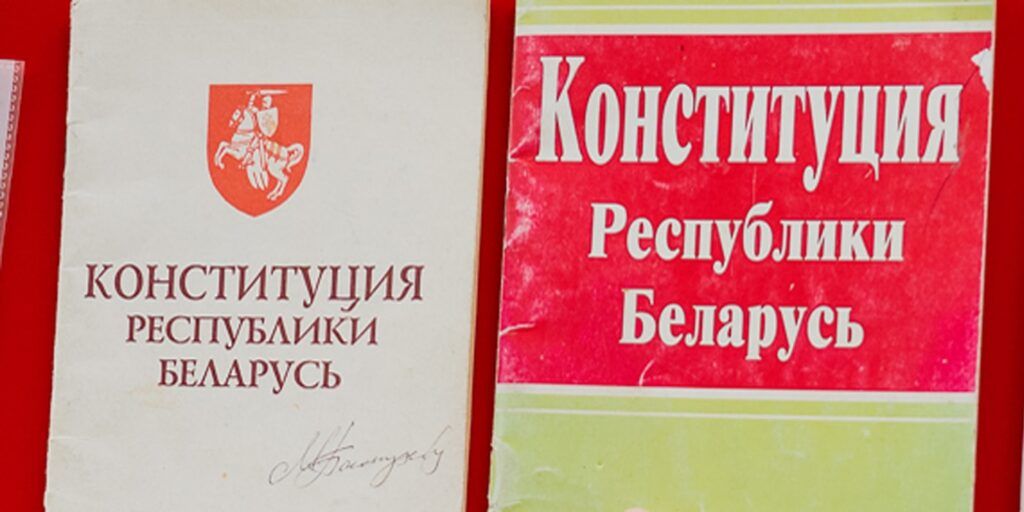 КОНСТИТУЦИЯ
РЕСПУБЛИКИ
БЕЛАРУСЬ
Конституция
Республики
Беларусь